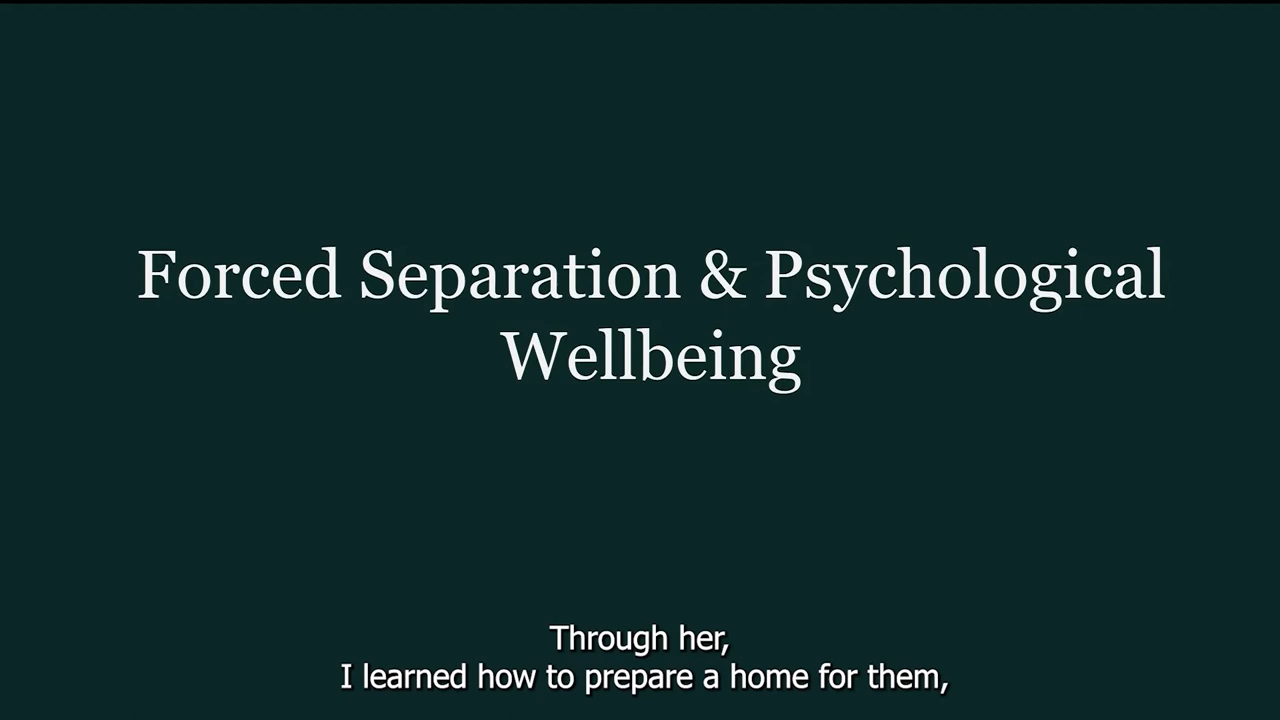 Forced Separation & Psychological
Wellbeing
Through her,
I learned how to prepare a home for them,